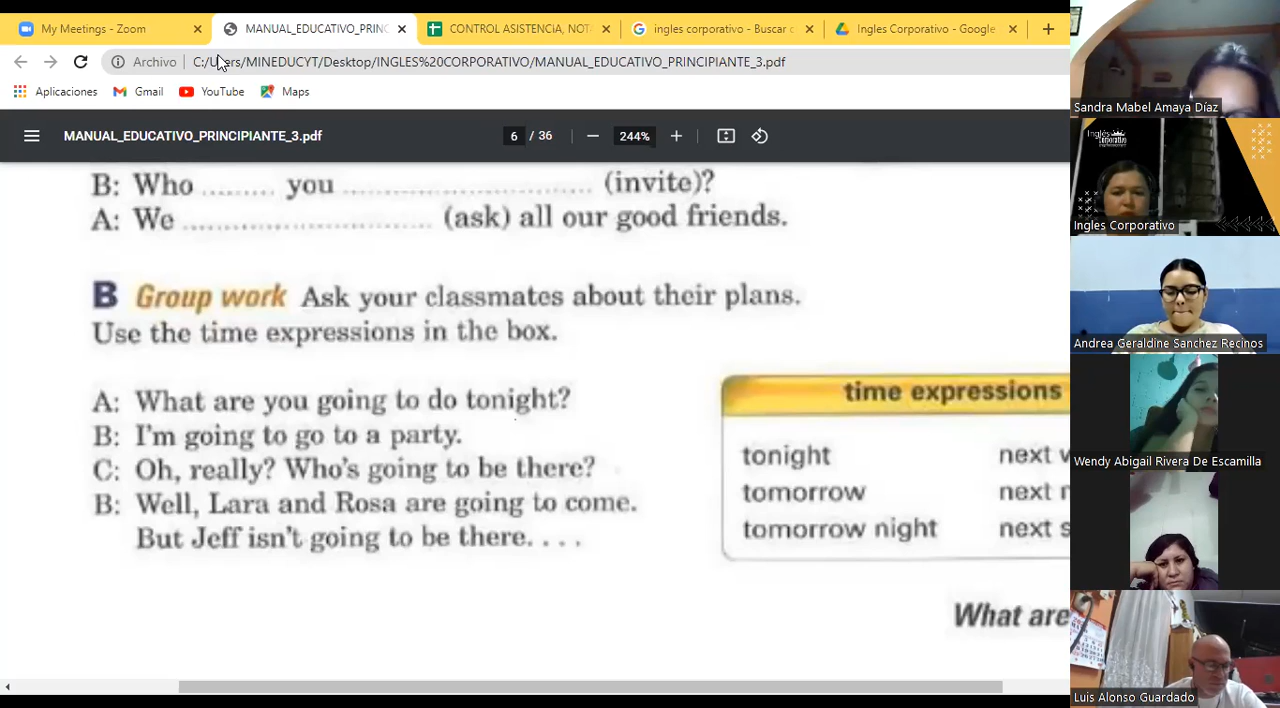 My Meetings - Zoom
MANUAL_EDUCATIVO_PRINC
CONTROL ASISTENCIA, NOT
ingles corporativo - Buscar c
Ingles Corporativo - Google
Archivo
C:/Users/MINEDUCYT/Desktop/INGLES%20CORPORATIVO/MANUAL_EDUCATIVO_PRINCIPIANTE_3.pdf
Aplicaciones
Gmail
YouTube
Maps
MANUAL_EDUCATIVO_PRINCIPIANTE_3.pdf
6 / 36
244%
B: Who ......... you ............................... (invite)?
A: We ............................... (ask) all our good friends.
B Group work Ask your classmates about their plans.
Use the time expressions in the box.
A: What are you going to do tonight?
B: I'm going to go to a party.
C: Oh, really? Who's going to be there?
B: Well, Lara and Rosa are going to come.
But Jeff isn't going to be there. . . .
time expressions
tonight next
tomorrow next
tomorrow night next
What are
Sandra Mabel Amaya Díaz
Inglés
Corporativo
Ingles Corporativo
Andrea Geraldine Sanchez Recinos
Wendy Abigail Rivera De Escamilla
Luis Alonso Guardado